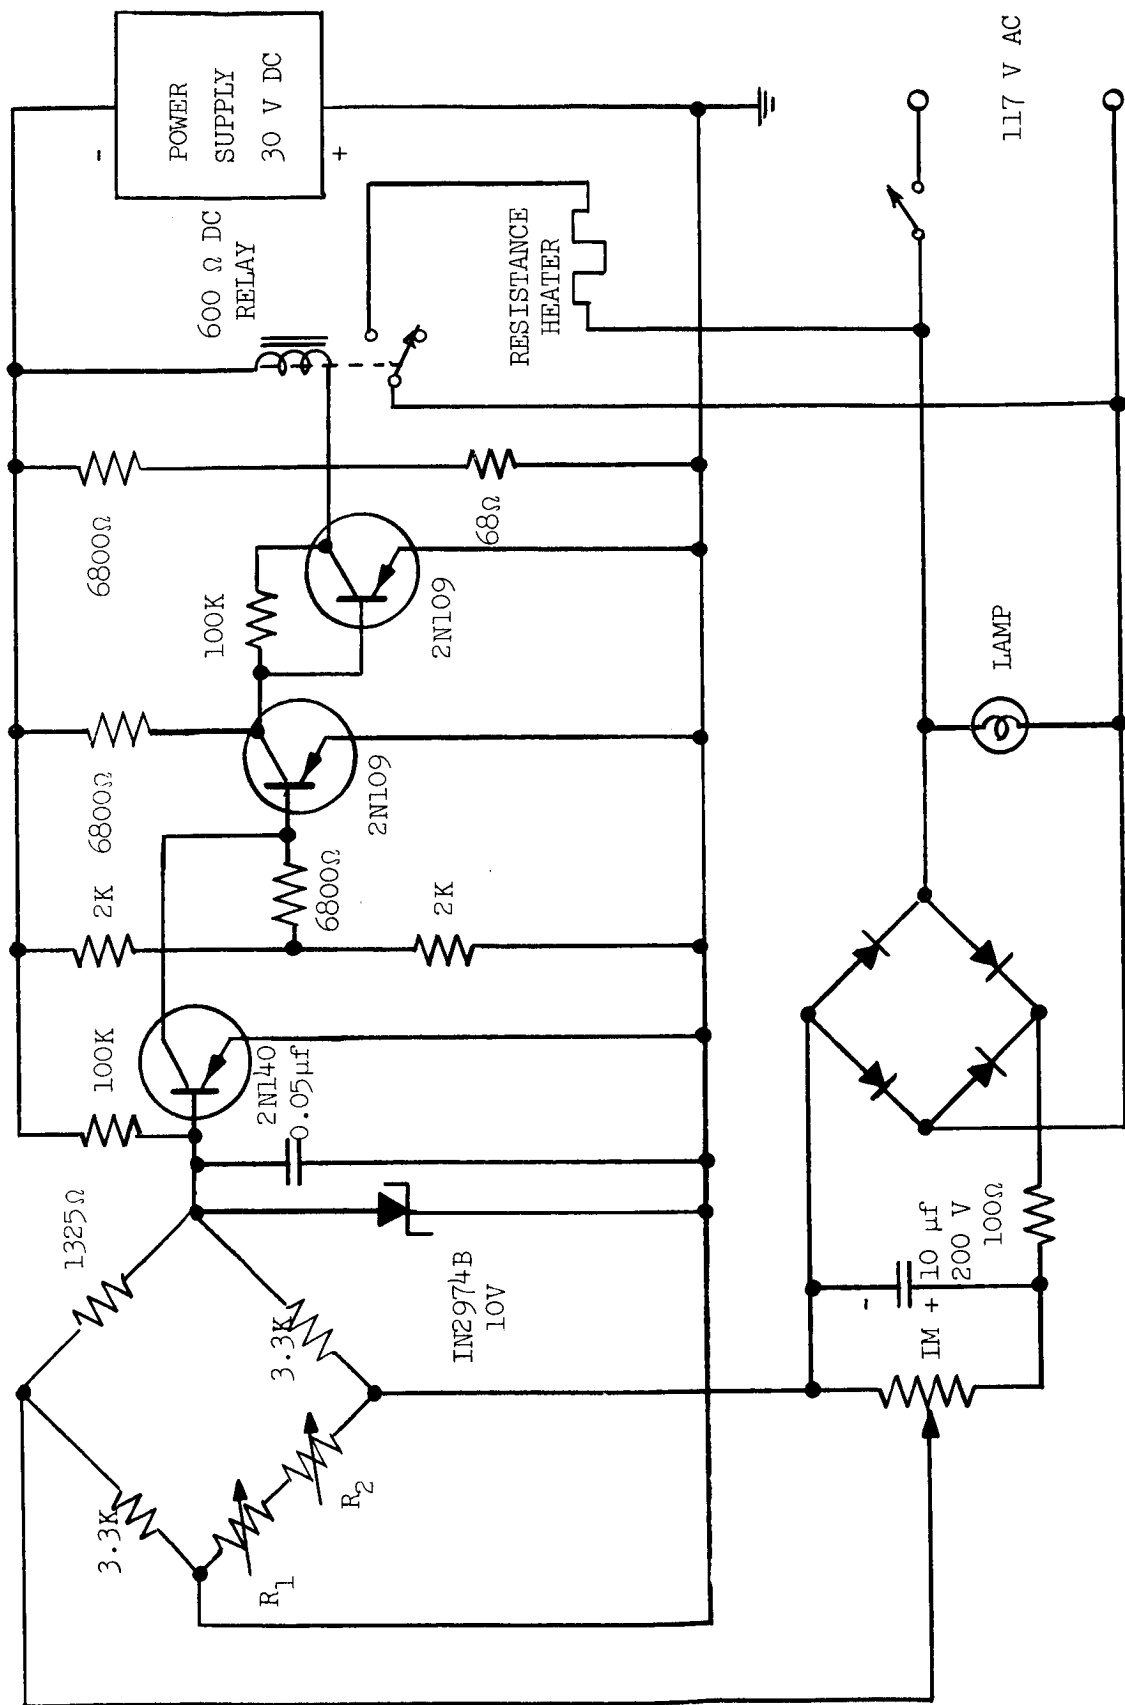 1325Ω
3.3K
3.3K
R1
R2
100K
2N140
0.05µf
IN2974B
10V
2K
2K
6800Ω
6800Ω
2N109
100K
2N109
6800Ω
68Ω
600 Ω DC
RELAY
-
POWER
SUPPLY
30 V DC
+
RESISTANCE
HEATER
117 V AC
LAMP
-
+
10 µf
200 V
100Ω
1M